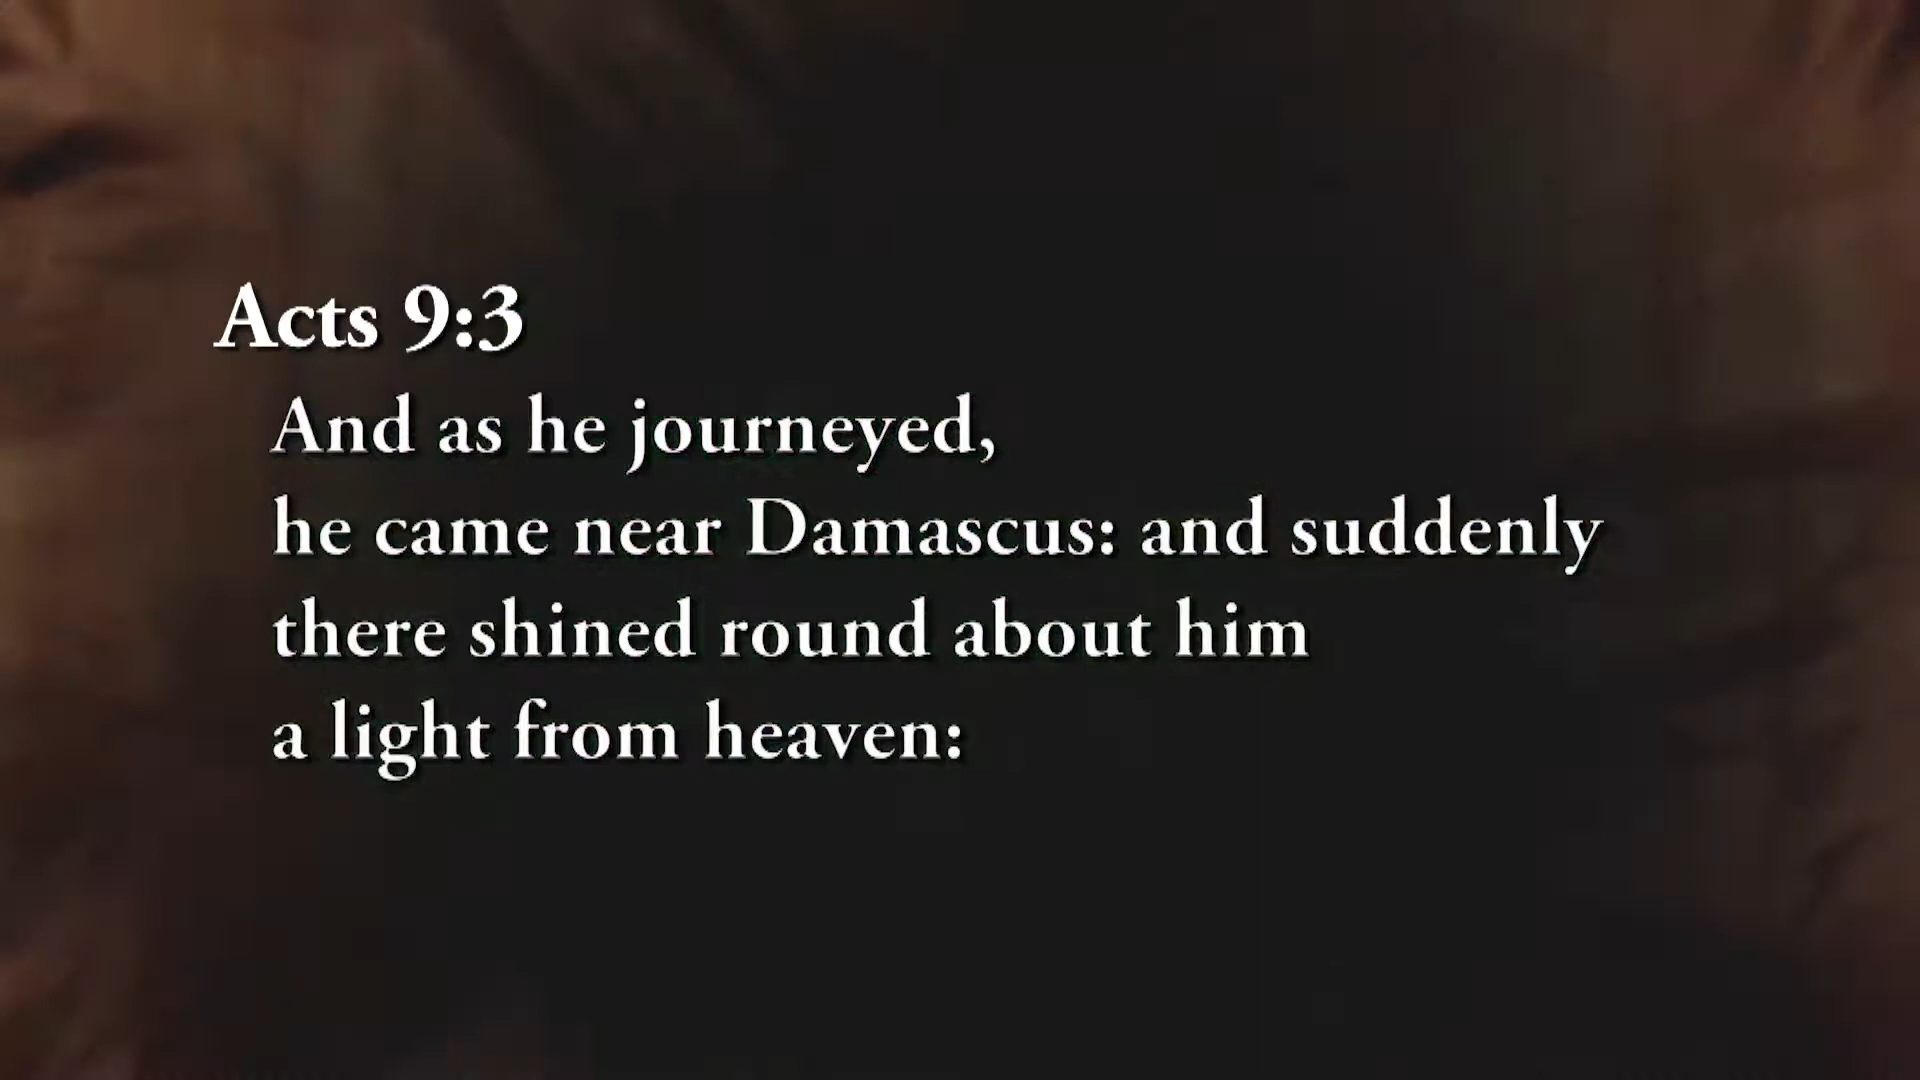 Acts 9:3
And as he journeyed,
he came near Damascus: and suddenly
there shined round about him
a light from heaven: